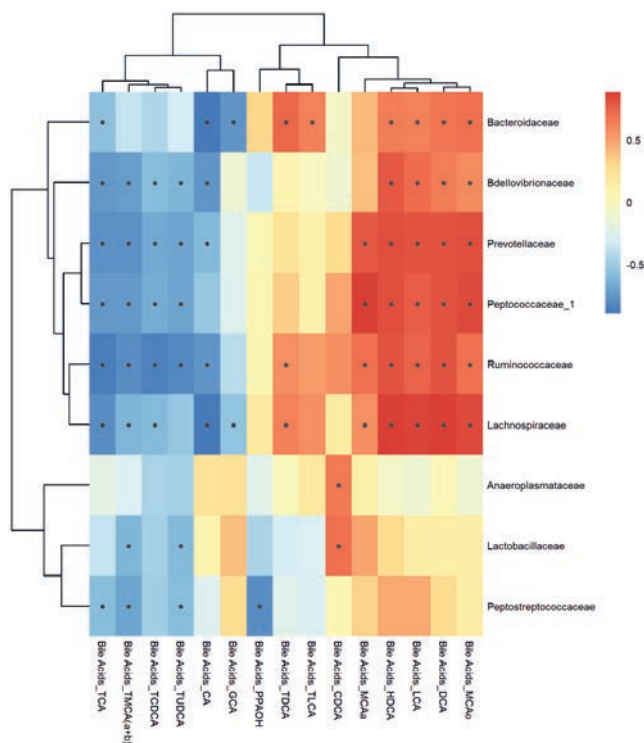 0.5
0
-0.5
Bacteroidaceae
Bdellovibrionaceae
Prevotellaceae
Peptococcaceae_1
Ruminococcaceae
Lachnospiraceae
Anaeroplasmataceae
Lactobacillaceae
Peptostreptococcaceae
Bile Acids_TCA
Bile Acids_TMCA(a+b)
Bile Acids_TCDCA
Bile Acids_TUDCA
Bile Acids_CA
Bile Acids_GCA
Bile Acids_PPAOH
Bile Acids_TDCA
Bile Acids_TLCA
Bile Acids_CDCA
Bile Acids_MCAa
Bile Acids_HDCA
Bile Acids_LCA
Bile Acids_DCA
Bile Acids_MCAo